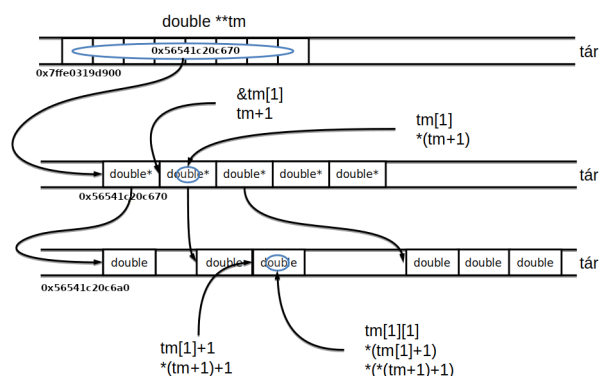 double **tm
0x56541c20c670
tár
0x7ffe0319d900
&tm[1]
tm+1
tm[1]
*(tm+1)
double* double* double* double* double*
tár
0x56541c20c670
double double double double double double
tár
0x56541c20c6a0
tm[1]+1
*(tm+1)+1
tm[1][1]
*(tm[1]+1)
*(*(tm+1)+1)